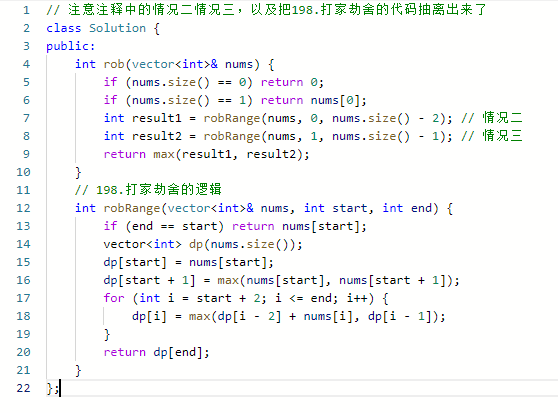 1 // 注意注释中的情况二情况三，以及把198.打家劫舍的代码抽离出来了
2 class Solution {
3 public:
4     int rob(vector<int>& nums) {
5         if (nums.size() == 0) return 0;
6         if (nums.size() == 1) return nums[0];
7         int result1 = robRange(nums, 0, nums.size() - 2); // 情况二
8         int result2 = robRange(nums, 1, nums.size() - 1); // 情况三
9         return max(result1, result2);
10     }
11     // 198.打家劫舍的逻辑
12     int robRange(vector<int>& nums, int start, int end) {
13         if (end == start) return nums[start];
14         vector<int> dp(nums.size());
15         dp[start] = nums[start];
16         dp[start + 1] = max(nums[start], nums[start + 1]);
17         for (int i = start + 2; i <= end; i++) {
18             dp[i] = max(dp[i - 2] + nums[i], dp[i - 1]);
19         }
20         return dp[end];
21     }
22 };